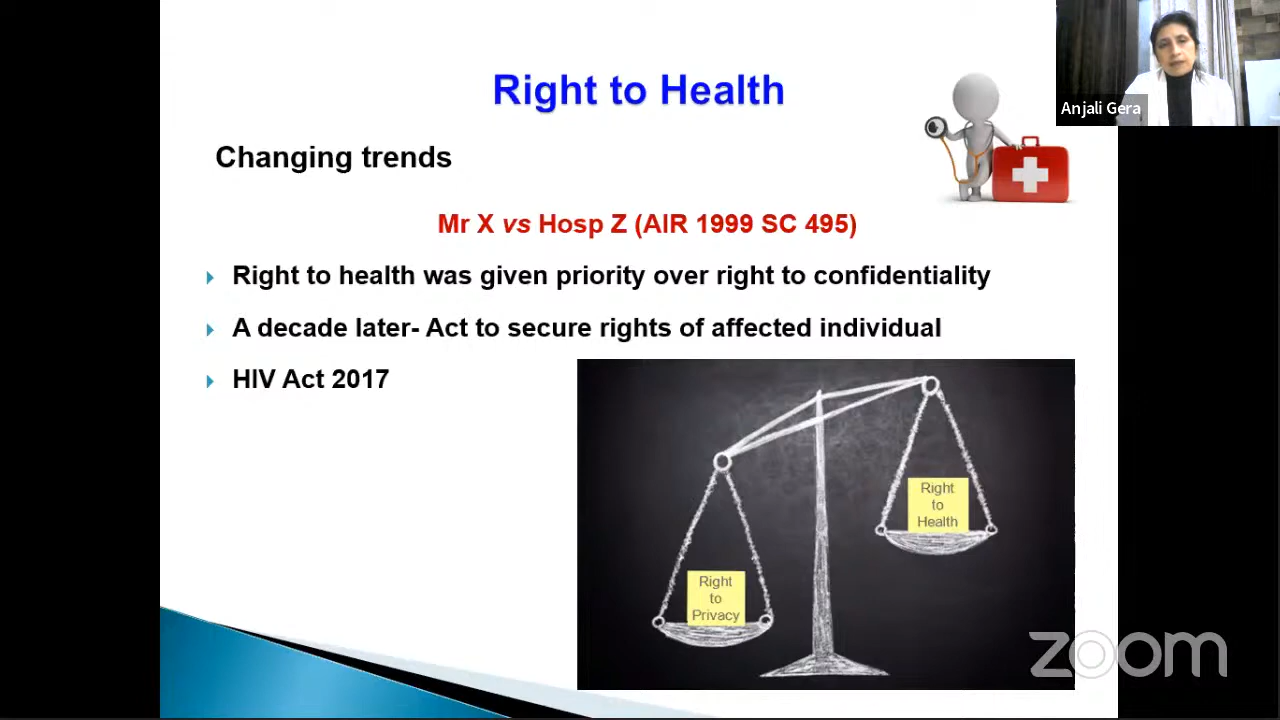 Right to Health
Anjali Gera
Changing trends
Mr X vs Hosp Z (AIR 1999 SC 495)
Right to health was given priority over right to confidentiality
A decade later- Act to secure rights of affected individual
HIV Act 2017
Right
to
Health
Right
to
Privacy
zoom